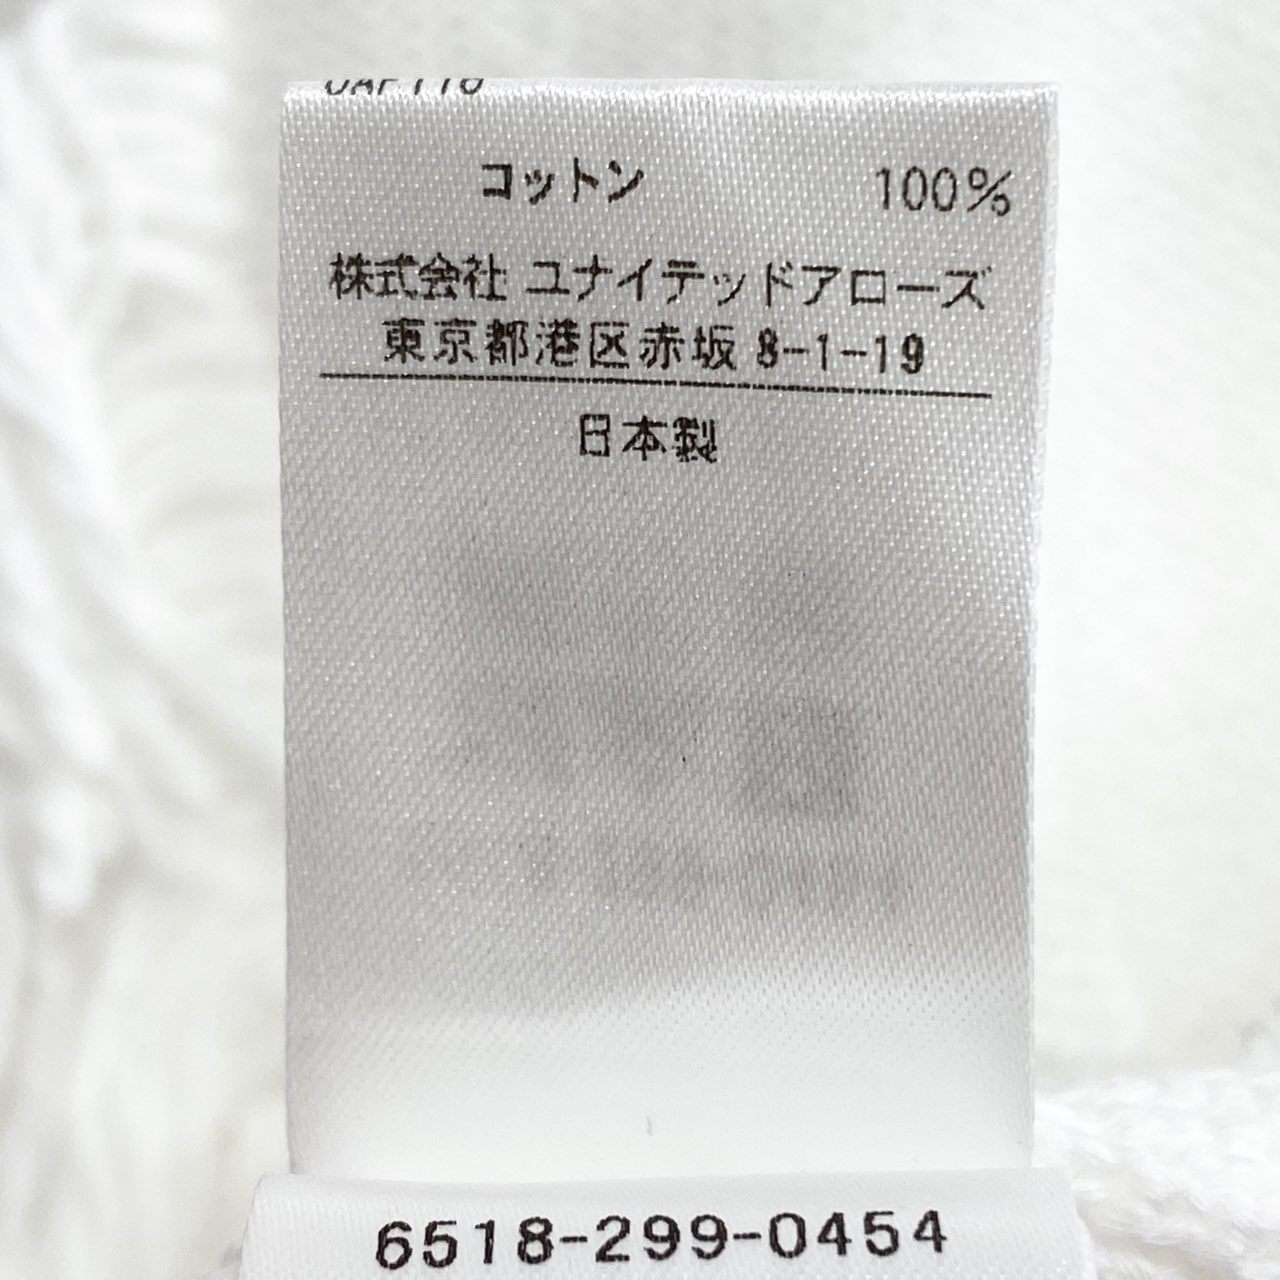 コットン 100%
株式会社 ユナイテッドアローズ
東京都港区赤坂 8-1-19
日本製
6518-299-0454